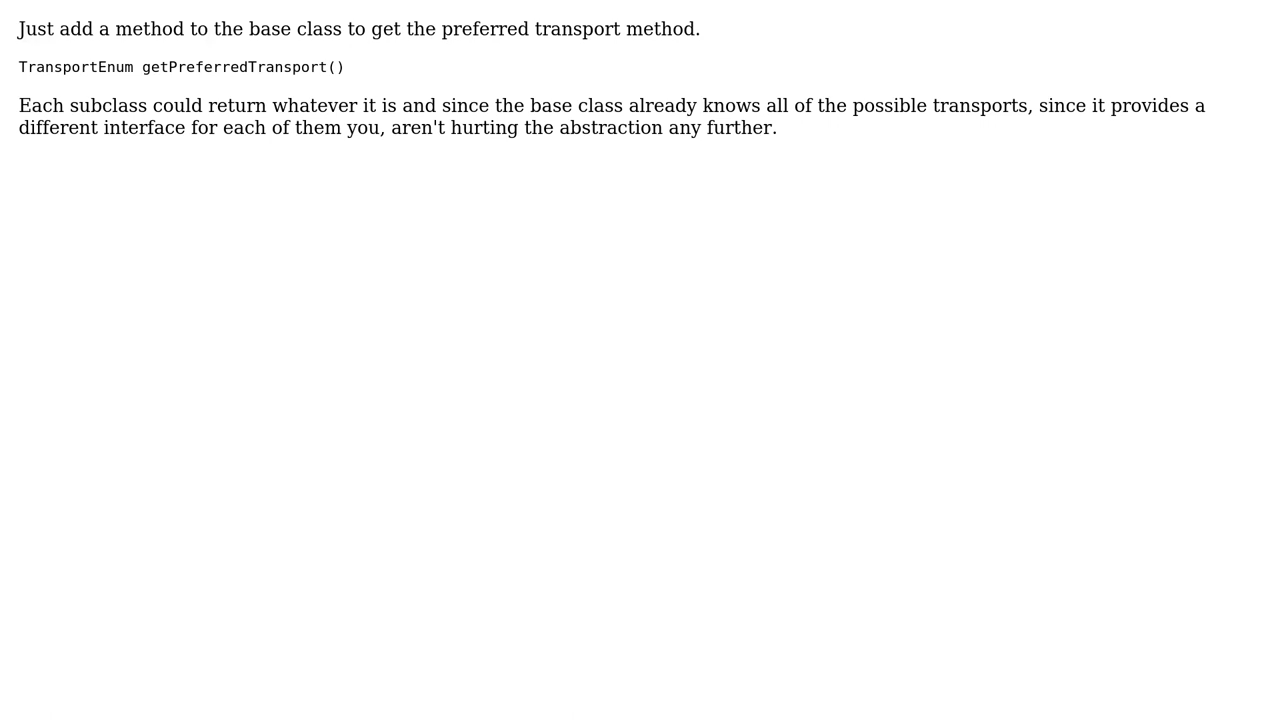 Just add a method to the base class to get the preferred transport method.
TransportEnum getPreferredTransport()
Each subclass could return whatever it is and since the base class already knows all of the possible transports, since it provides a
different interface for each of them you, aren't hurting the abstraction any further.